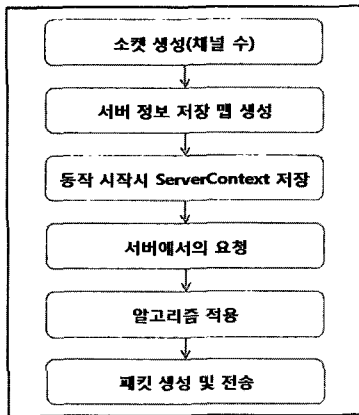 소켓 생성(채널 수)
서버 정보 저장 맵 생성
동작 시작시 ServerContext 저장
서버에서의 요청
알고리즘 적용
패킷 생성 및 전송